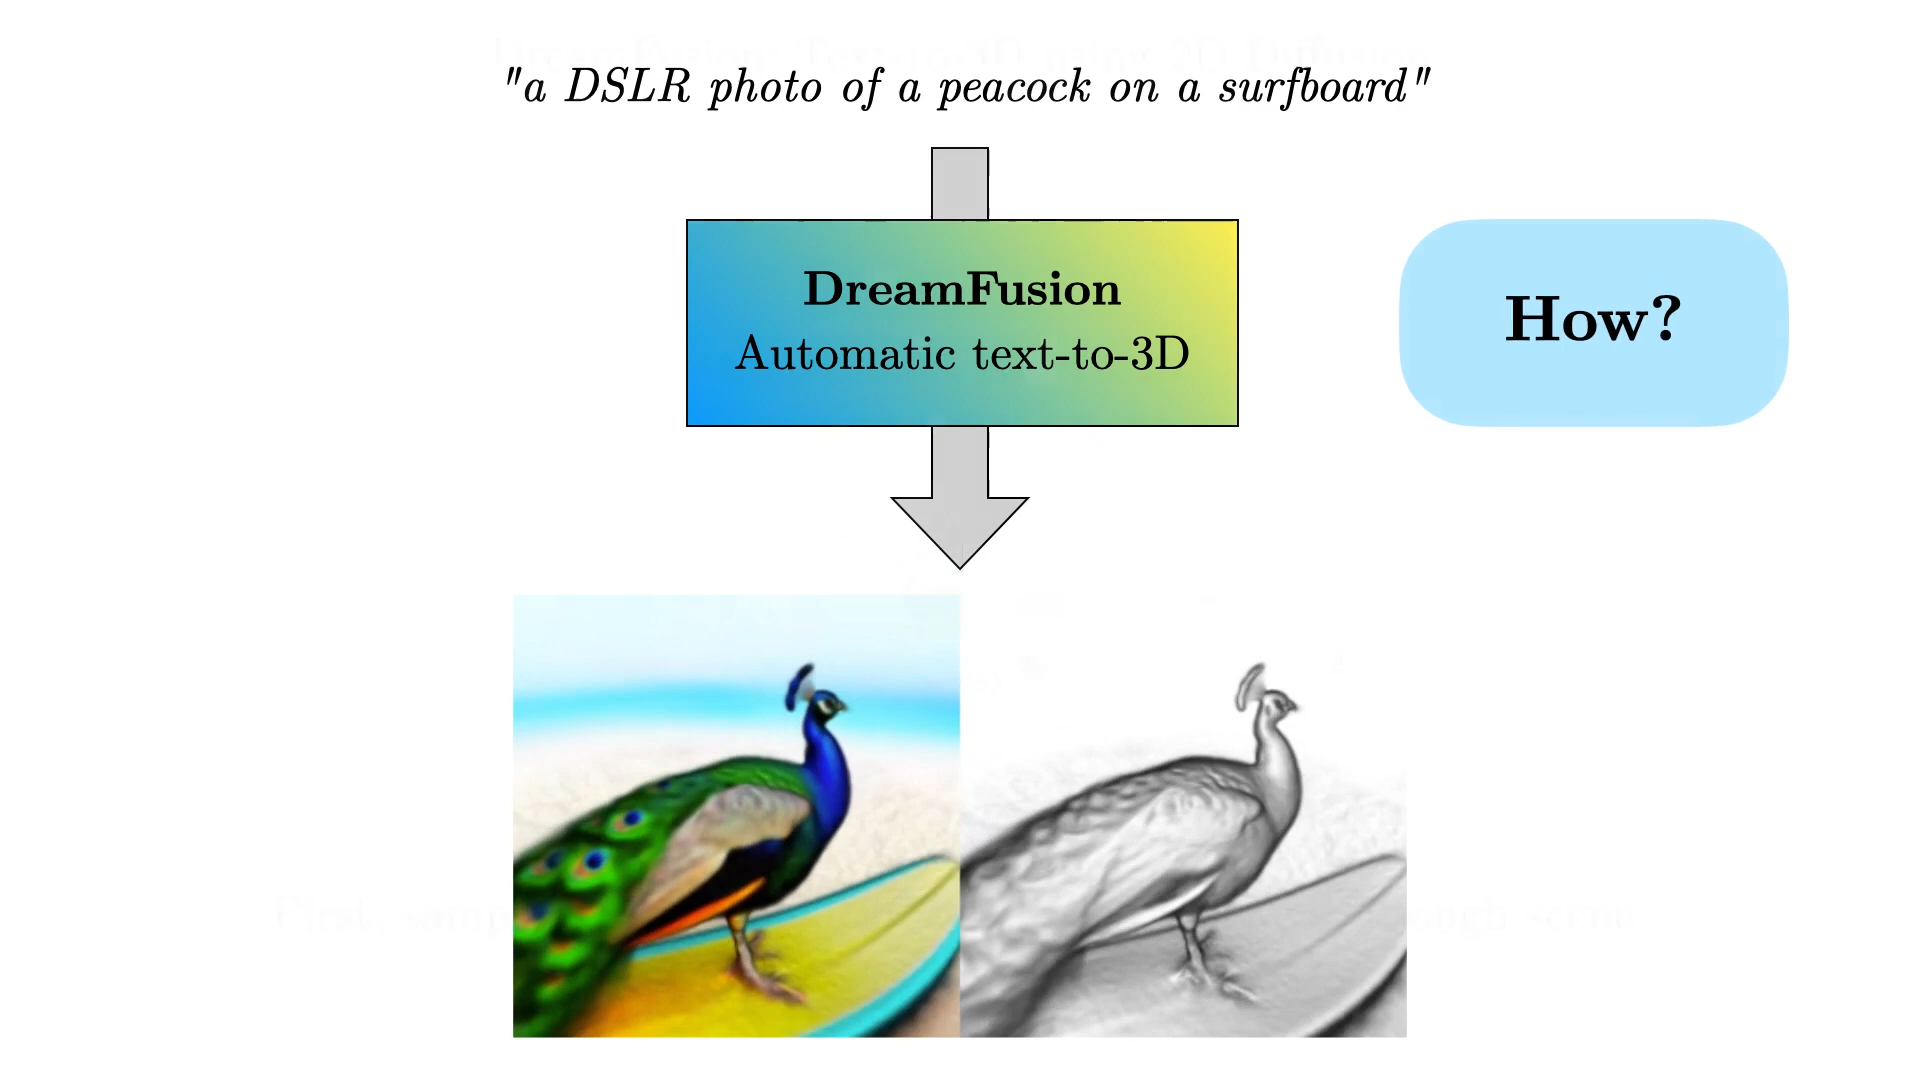 "a DSLR photo of a peacock on a surfboard"
DreamFusion
Automatic text-to-3D
How?